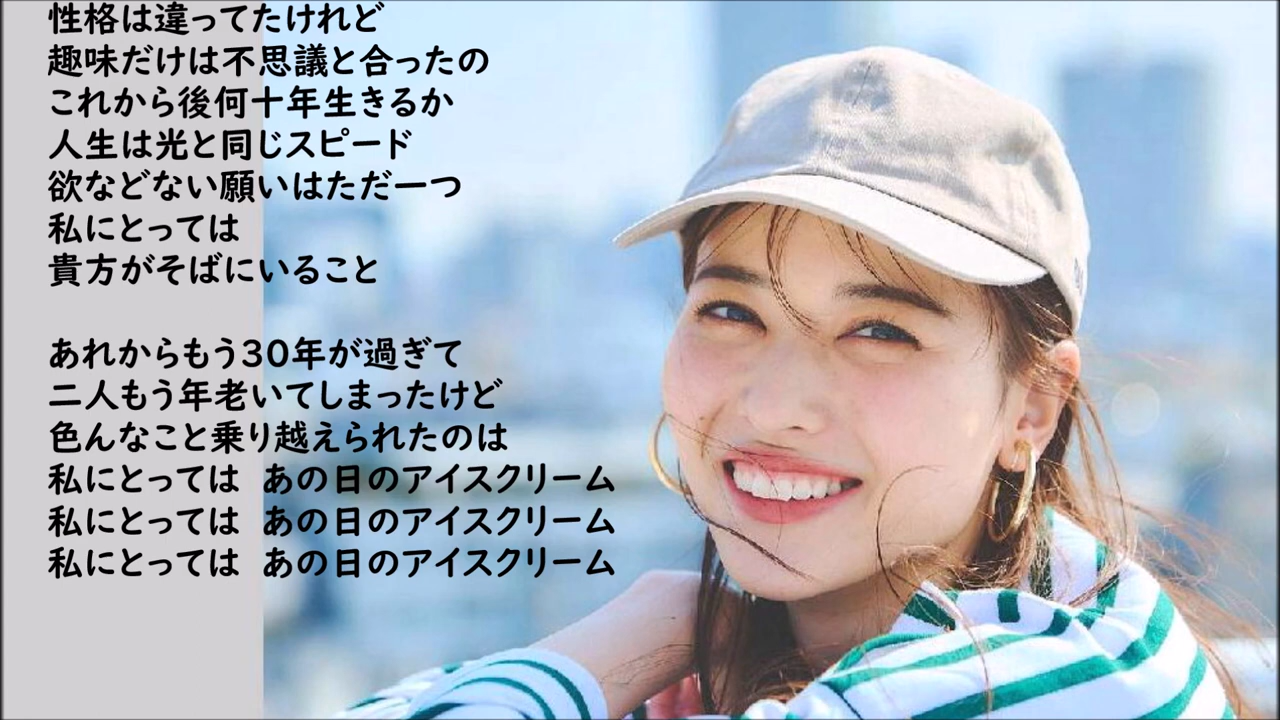 性格は違ってたけれど
趣味だけは不思議と合ったの
これから後何十年生きるか
人生は光と同じスピード
欲などない願いはただ一つ
私にとっては
貴方がそばにいること
あれからもう30年が過ぎて
二人もう年老いてしまったけど
色んなこと乗り越えられたのは
私にとっては あの日のアイスクリーム
私にとっては あの日のアイスクリーム
私にとっては あの日のアイスクリーム